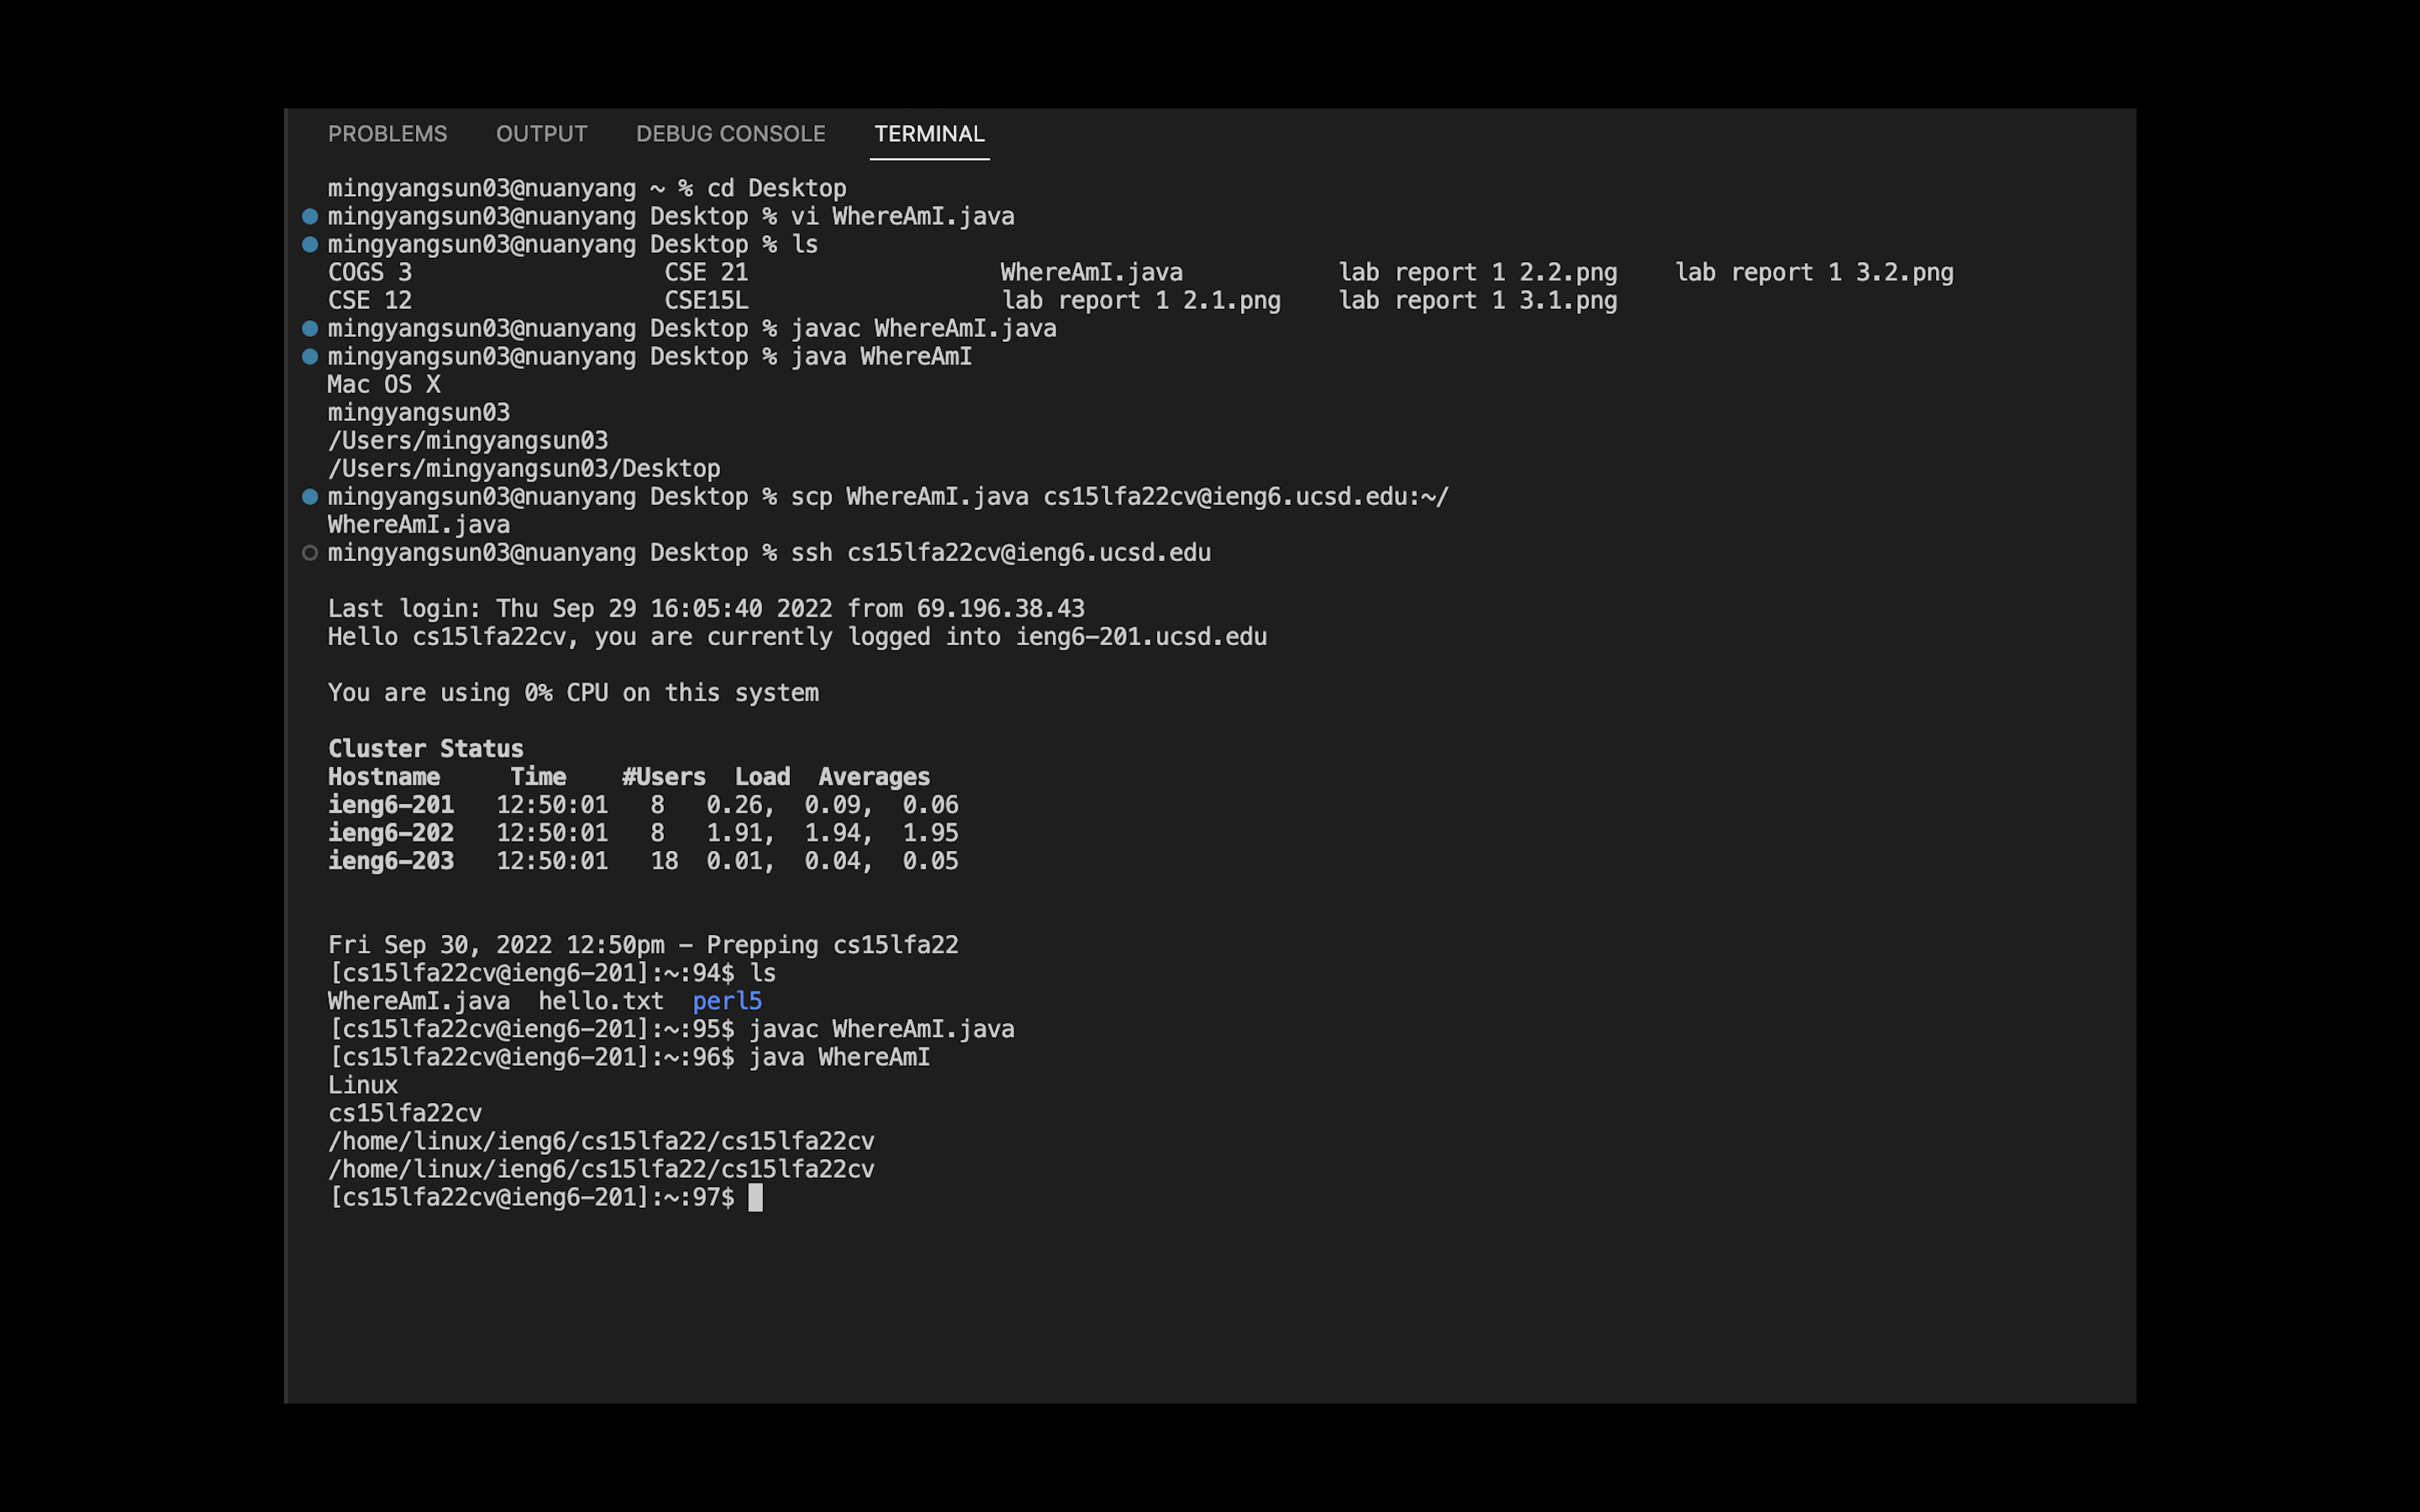 PROBLEMS OUTPUT DEBUG CONSOLE TERMINAL
mingyangsun03@nuanyang ~ % cd Desktop
mingyangsun03@nuanyang Desktop % vi WhereAmI.java
mingyangsun03@nuanyang Desktop % ls
COGS 3 CSE 21 WhereAmI.java lab report 1 2.2.png lab report 1 3.2.png
CSE 12 CSE15L lab report 1 2.1.png lab report 1 3.1.png
mingyangsun03@nuanyang Desktop % javac WhereAmI.java
mingyangsun03@nuanyang Desktop % java WhereAmI
Mac OS X
mingyangsun03
/Users/mingyangsun03
/Users/mingyangsun03/Desktop
mingyangsun03@nuanyang Desktop % scp WhereAmI.java cs15lfa22cv@ieng6.ucsd.edu:~/
WhereAmI.java
mingyangsun03@nuanyang Desktop % ssh cs15lfa22cv@ieng6.ucsd.edu
Last login: Thu Sep 29 16:05:40 2022 from 69.196.38.43
Hello cs15lfa22cv, you are currently logged into ieng6-201.ucsd.edu
You are using 0% CPU on this system
Cluster Status
Hostname Time #Users Load Averages
ieng6-201 12:50:01 8 0.26, 0.09, 0.06
ieng6-202 12:50:01 8 1.91, 1.94, 1.95
ieng6-203 12:50:01 18 0.01, 0.04, 0.05
Fri Sep 30, 2022 12:50pm - Prepping cs15lfa22
[cs15lfa22cv@ieng6-201]:~:94$ ls
WhereAmI.java hello.txt perl5
[cs15lfa22cv@ieng6-201]:~:95$ javac WhereAmI.java
[cs15lfa22cv@ieng6-201]:~:96$ java WhereAmI
Linux
cs15lfa22cv
/home/linux/ieng6/cs15lfa22/cs15lfa22cv
/home/linux/ieng6/cs15lfa22/cs15lfa22cv
[cs15lfa22cv@ieng6-201]:~:97$